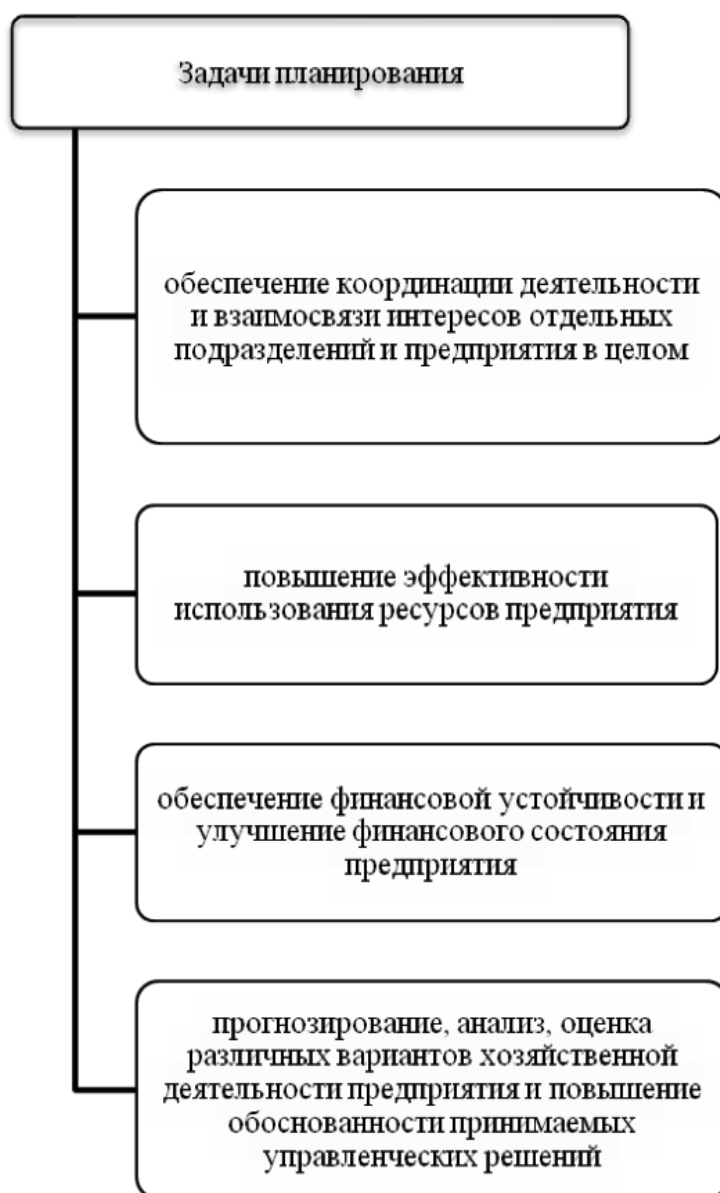 Задачи планирования
обеспечение координации деятельности
и взаимосвязи интересов отдельных
подразделений и предприятия в целом
повышение эффективности
использования ресурсов предприятия
обеспечение финансовой устойчивости и
улучшение финансового состояния
предприятия
прогнозирование, анализ, оценка
различных вариантов хозяйственной
деятельности предприятия и повышение
обоснованности принимаемых
управленческих решений